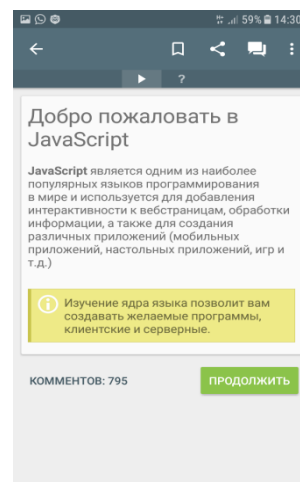 59% 14:30
?
Добро пожаловать в
JavaScript
JavaScript является одним из наиболее
популярных языков программирования
в мире и используется для добавления
интерактивности к вебстраницам, обработки
информации, а также для создания
различных приложений (мобильных
приложений, настольных приложений, игр и
т.д.)
Изучение ядра языка позволит вам
создавать желаемые программы,
клиентские и серверные.
КОММЕНТОВ: 795
ПРОДОЛЖИТЬ